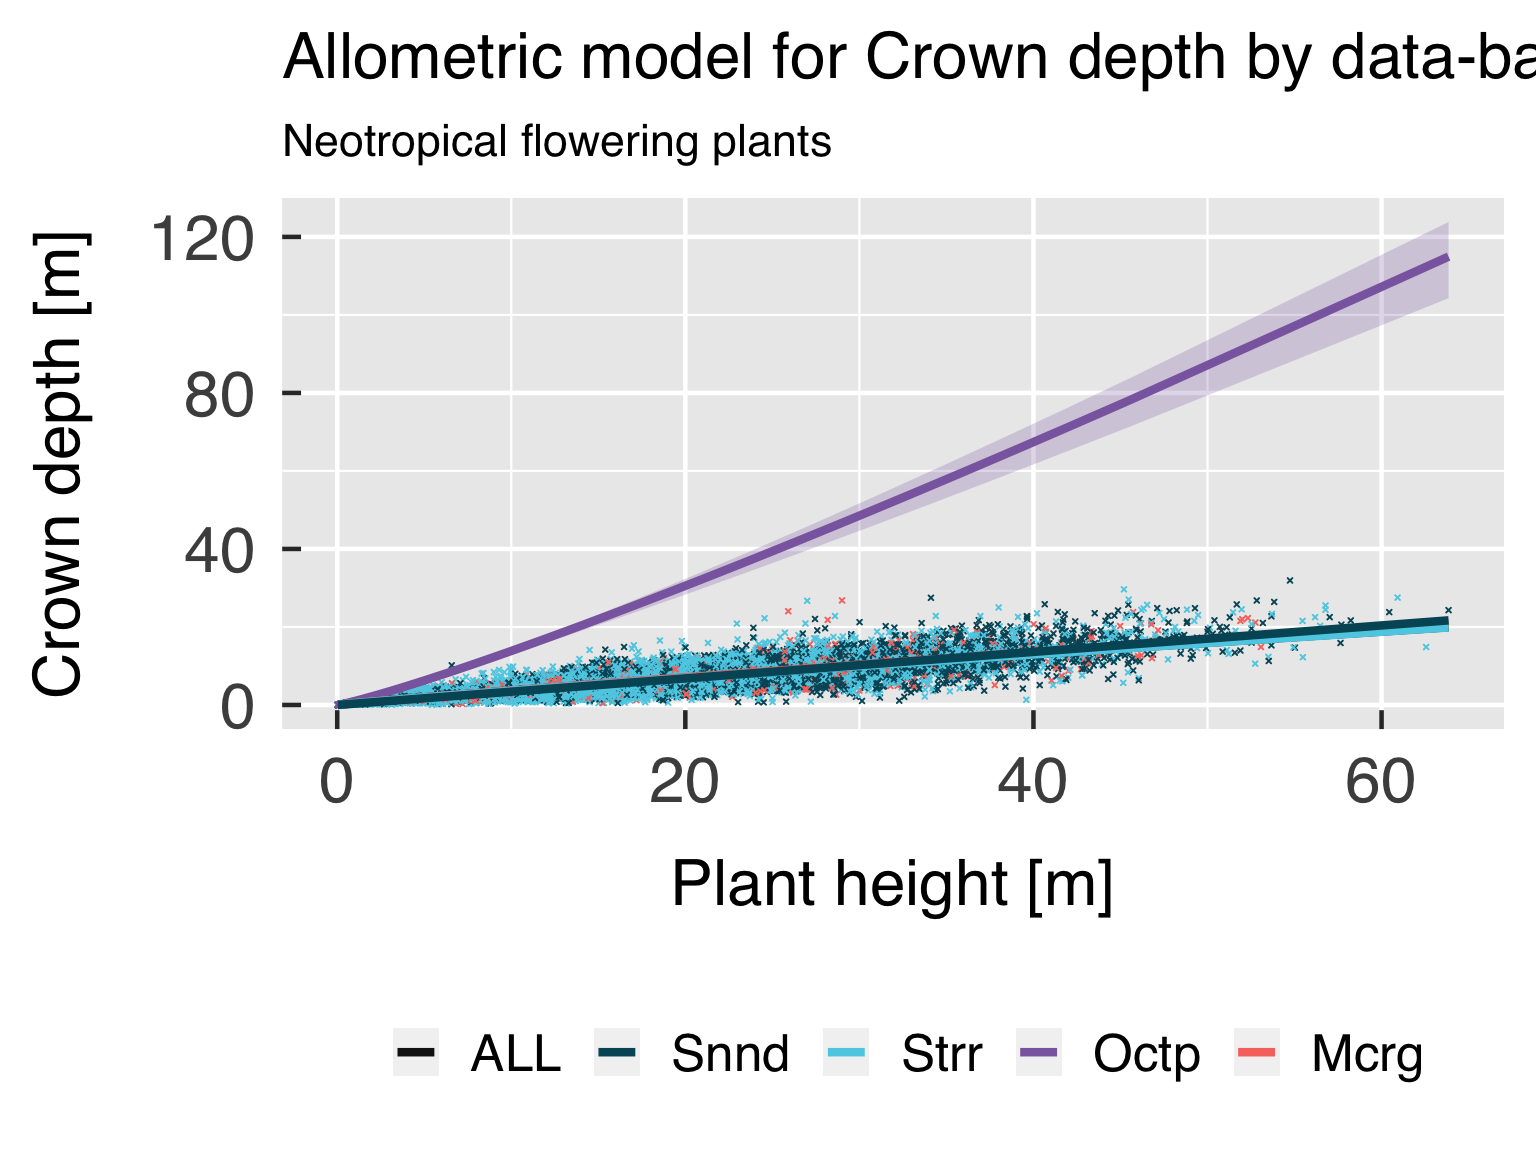 Allometric model for Crown depth by data-ba
Neotropical flowering plants
Crown depth [m]
120
80
40
0
0 20 40 60
Plant height [m]
ALL Snnd Strr Octp Mcrg